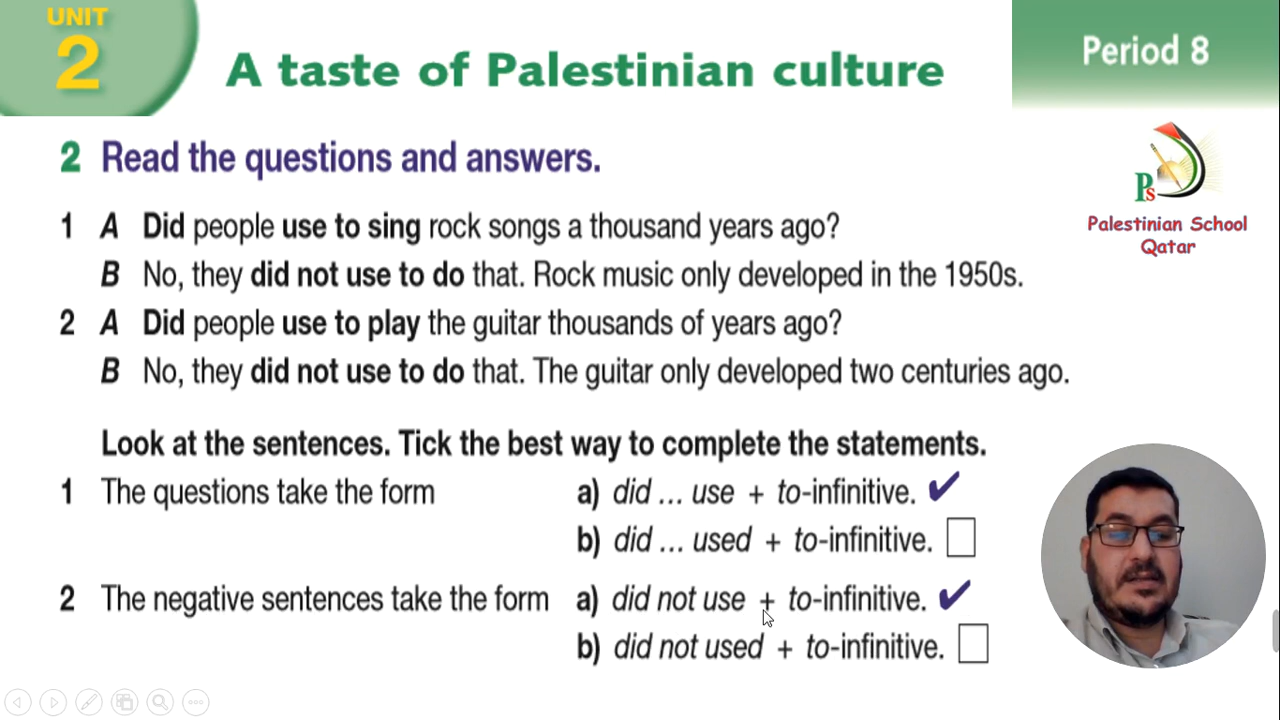 UNIT
2
A taste of Palestinian culture
Period 8
Ps
Palestinian School
Qatar
2 Read the questions and answers.
1 A Did people use to sing rock songs a thousand years ago?
B No, they did not use to do that. Rock music only developed in the 1950s.
2 A Did people use to play the guitar thousands of years ago?
B No, they did not use to do that. The guitar only developed two centuries ago.
Look at the sentences. Tick the best way to complete the statements.
1 The questions take the form a) did ... use + to-infinitive. ✔
b) did ... used + to-infinitive.
2 The negative sentences take the form a) did not use + to-infinitive. ✔
b) did not used + to-infinitive.